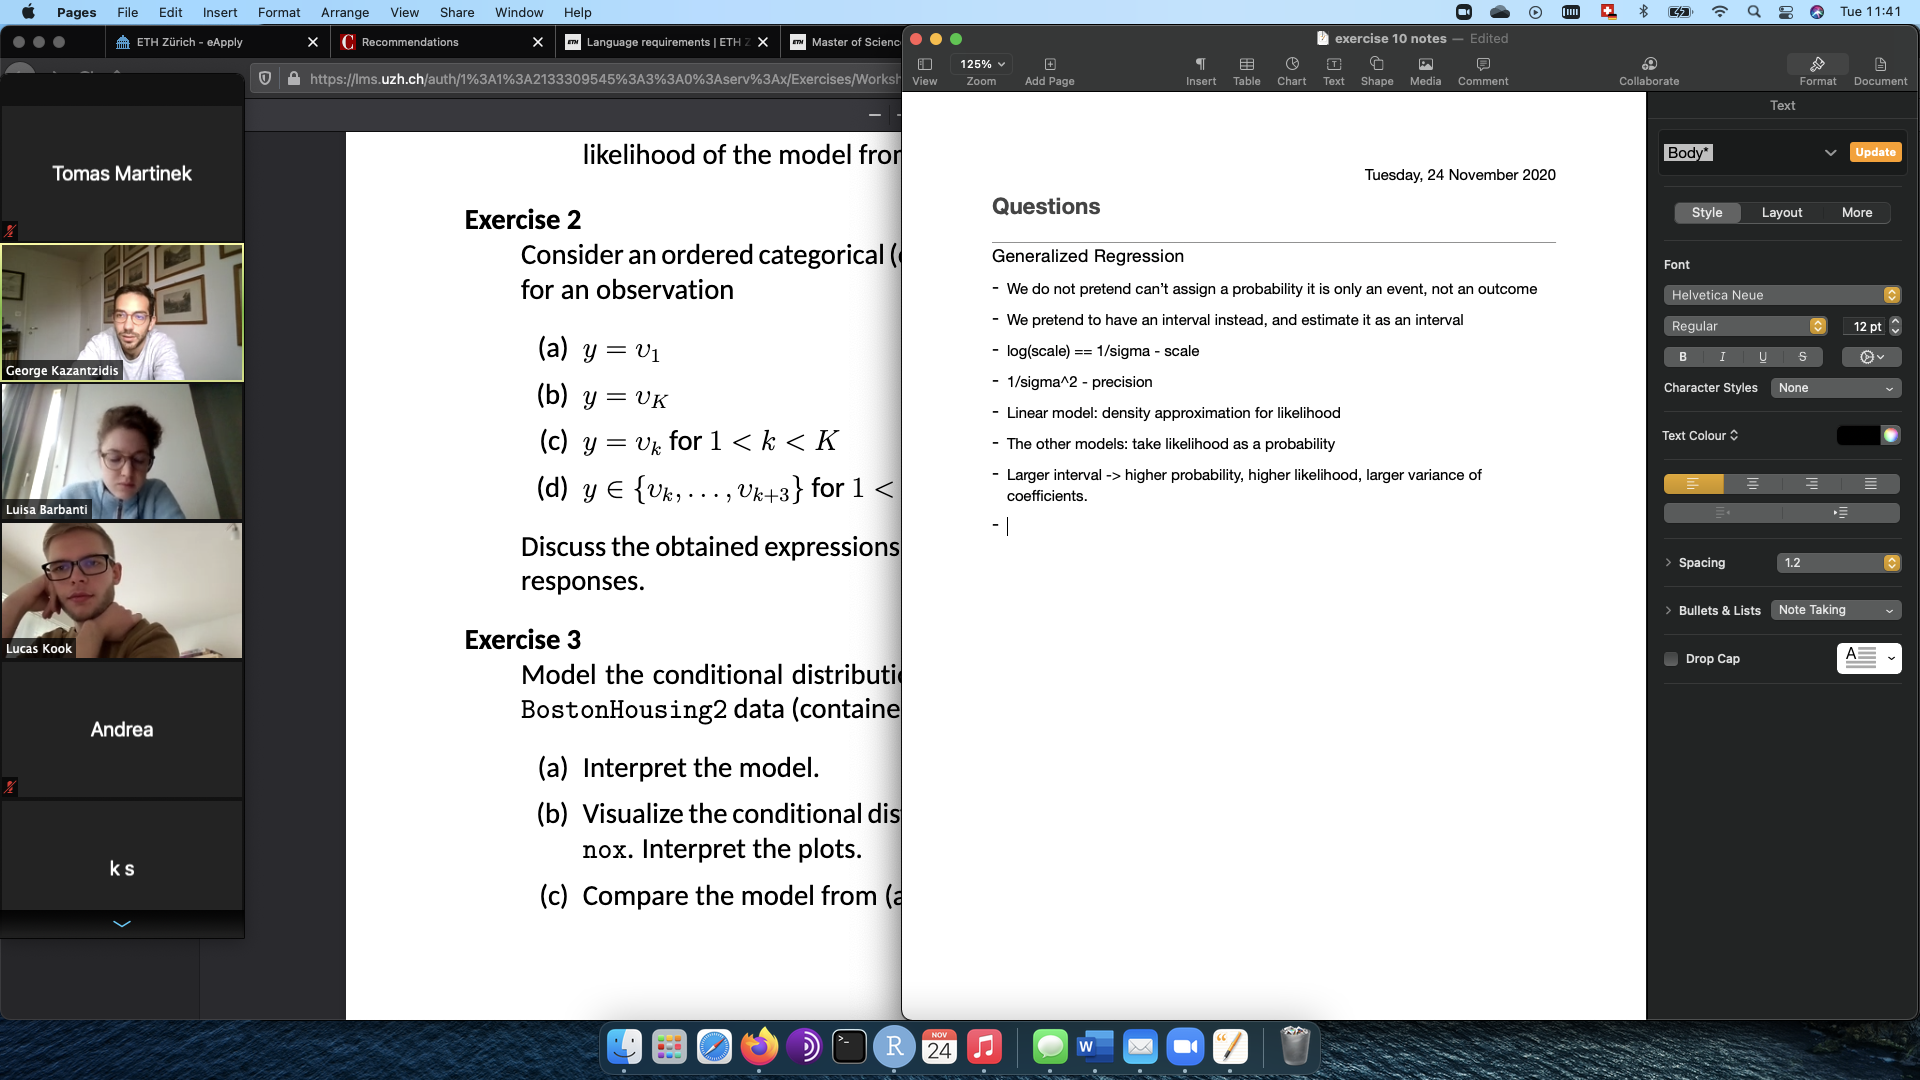 Pages File Edit Insert Format Arrange View Share Window Help
Tue 11:41
ETH Zürich - eApply
Recommendations
Language requirements | ETH Z
Master of Scienc
https://lms.uzh.ch/auth/1%3A1%3A2133309545%3A3%3A0%3Aserv%3Ax/Exercises/Worksh
Tomas Martinek
George Kazantzidis
Luisa Barbanti
Lucas Kook
Andrea
k s
likelihood of the model fror
Exercise 2
Consider an ordered categorical (
for an observation
(a) y = υ1
(b) y = υK
(c) y = υk for 1 < k < K
(d) y ∈ {υk, . . . , υk+3} for 1 <
Discuss the obtained expressions
responses.
Exercise 3
Model the conditional distributi
BostonHousing2 data (containe
(a) Interpret the model.
(b) Visualize the conditional dis
nox. Interpret the plots.
(c) Compare the model from (a
exercise 10 notes — Edited
125%
View Zoom Add Page Insert Table Chart Text Shape Media Comment Collaborate Format Document
Tuesday, 24 November 2020
Questions
Generalized Regression
- We do not pretend can’t assign a probability it is only an event, not an outcome
- We pretend to have an interval instead, and estimate it as an interval
- log(scale) == 1/sigma - scale
- 1/sigma^2 - precision
- Linear model: density approximation for likelihood
- The other models: take likelihood as a probability
- Larger interval -> higher probability, higher likelihood, larger variance of
coefficients.
-
Text
Body*
Update
Style Layout More
Font
Helvetica Neue
Regular
12 pt
B I U S
Character Styles None
Text Colour
Spacing 1.2
Bullets & Lists Note Taking
Drop Cap
A
R
NOV
24
W